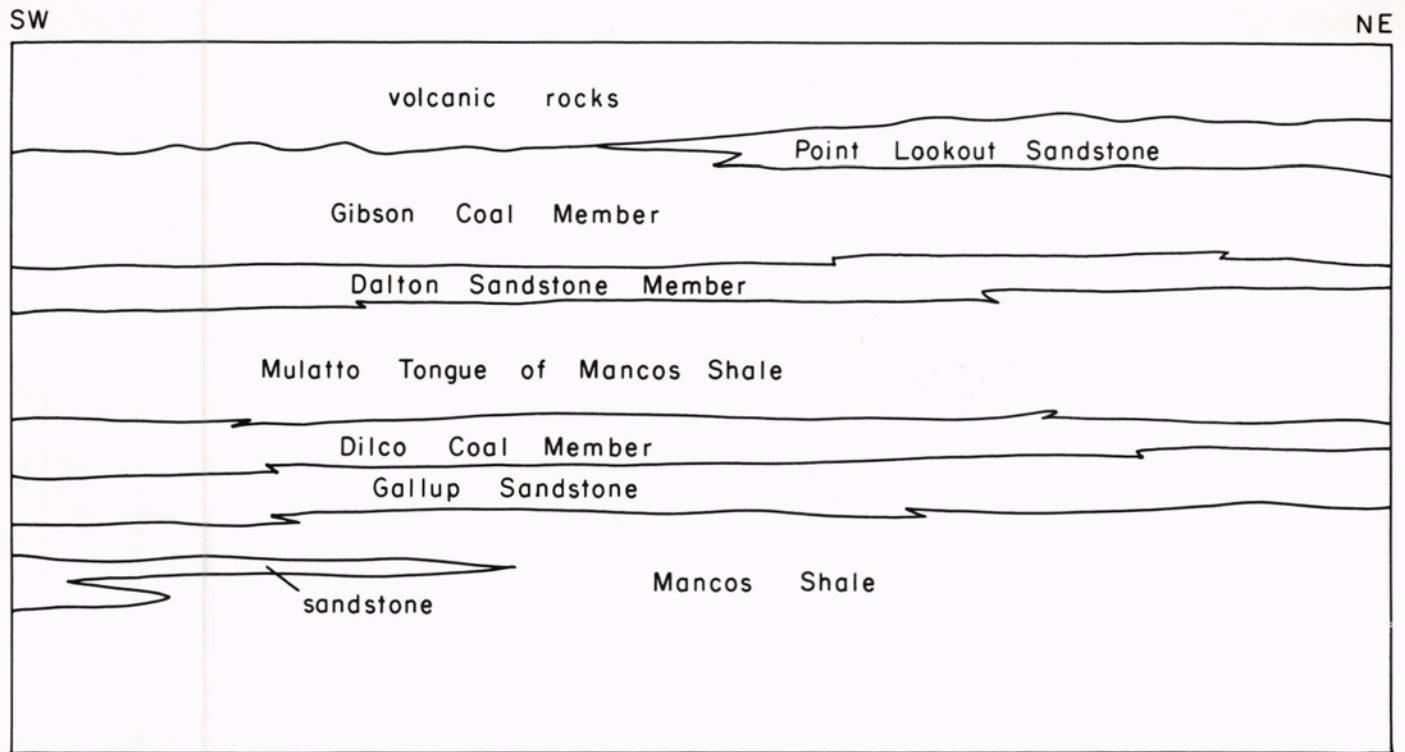 SW
NE
volcanic rocks
Point Lookout Sandstone
Gibson Coal Member
Dalton Sandstone Member
Mulatto Tongue of Mancos Shale
Dilco Coal Member
Gallup Sandstone
Mancos Shale
sandstone